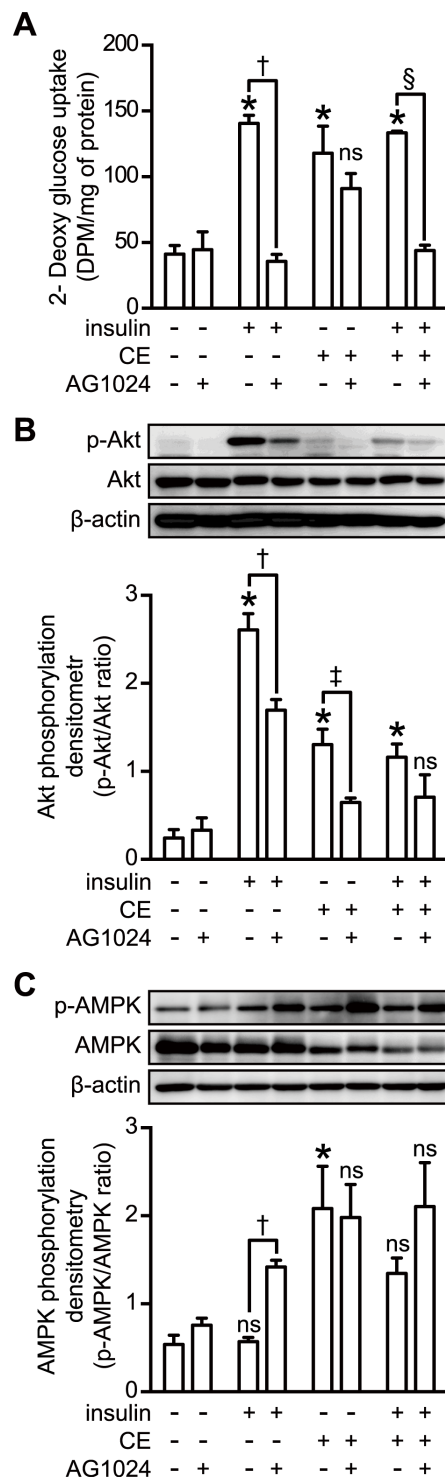 A
2- Deoxy glucose uptake
(DPM/mg of protein)
200
150
100
50
0
†
*
*
ns
§
*
insulin - - + + - - + +
CE - - - - + + + +
AG1024 - + - + - + - +
B
p-Akt
Akt
β-actin
Akt phosphorylation
densitometr
(p-Akt/Akt ratio)
3
2
1
0
†
*
‡
*
*
ns
insulin - - + + - - + +
CE - - - - + + + +
AG1024 - + - + - + - +
C
p-AMPK
AMPK
β-actin
AMPK phosphorylation
densitometry
(p-AMPK/AMPK ratio)
3
2
1
0
ns
†
*
ns
ns
ns
insulin - - + + - - + +
CE - - - - + + + +
AG1024 - + - + - + - +